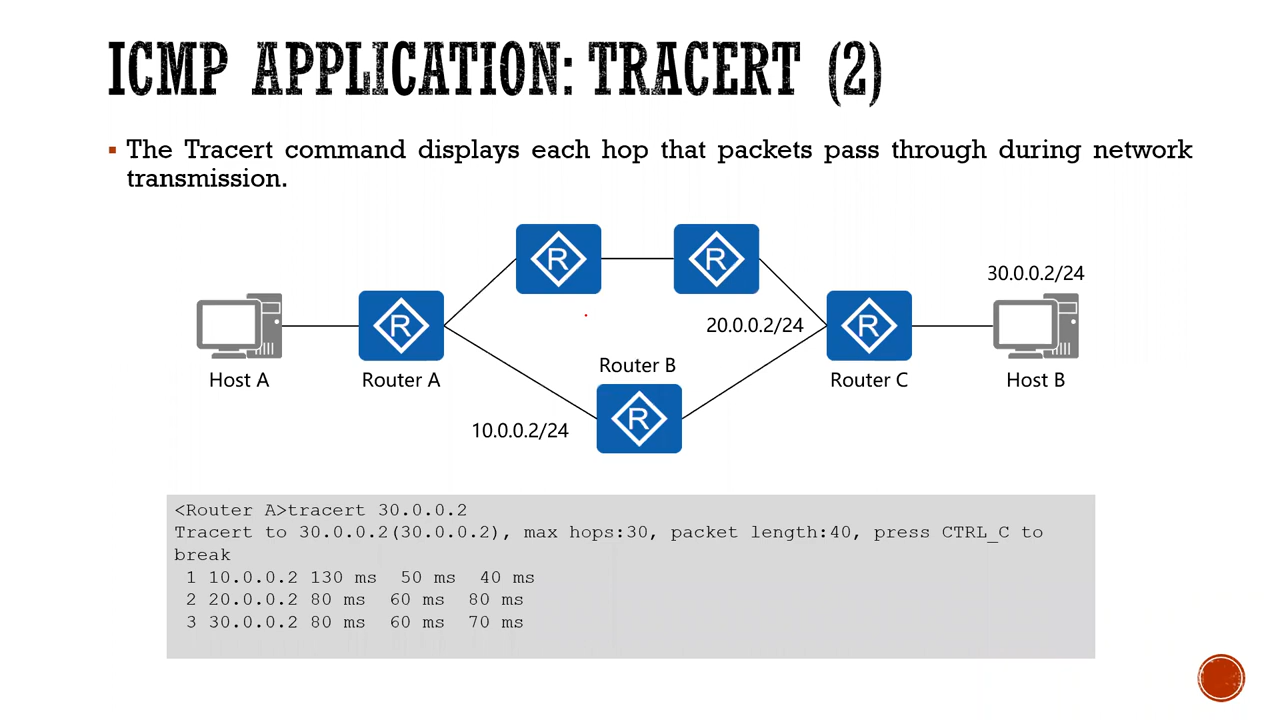 ICMP APPLICATION: TRACERT (2)
▪ The Tracert command displays each hop that packets pass through during network
transmission.
R
R
30.0.0.2/24
R
20.0.0.2/24
R
Router B
Host A
Router A
Router C
Host B
R
10.0.0.2/24
<Router A>tracert 30.0.0.2
Tracert to 30.0.0.2(30.0.0.2), max hops:30, packet length:40, press CTRL_C to
break
1 10.0.0.2 130 ms 50 ms 40 ms
2 20.0.0.2 80 ms 60 ms 80 ms
3 30.0.0.2 80 ms 60 ms 70 ms